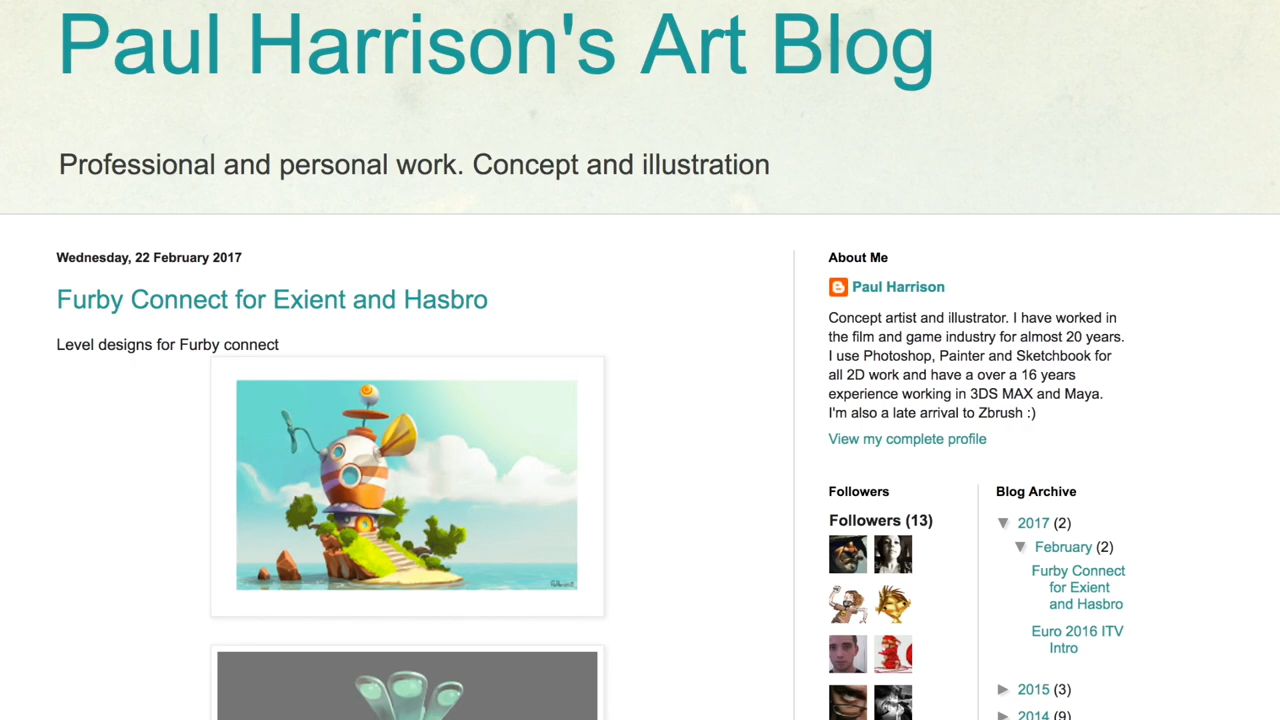 Paul Harrison's Art Blog
Professional and personal work. Concept and illustration
Wednesday, 22 February 2017
Furby Connect for Exient and Hasbro
Level designs for Furby connect
About Me
Paul Harrison
Concept artist and illustrator. I have worked in
the film and game industry for almost 20 years.
I use Photoshop, Painter and Sketchbook for
all 2D work and have a over a 16 years
experience working in 3DS MAX and Maya.
I'm also a late arrival to Zbrush :)
View my complete profile
Followers
Followers (13)
Blog Archive
▼ 2017 (2)
▼ February (2)
Furby Connect
for Exient
and Hasbro
Euro 2016 ITV
Intro
► 2015 (3)
► 2014 (9)